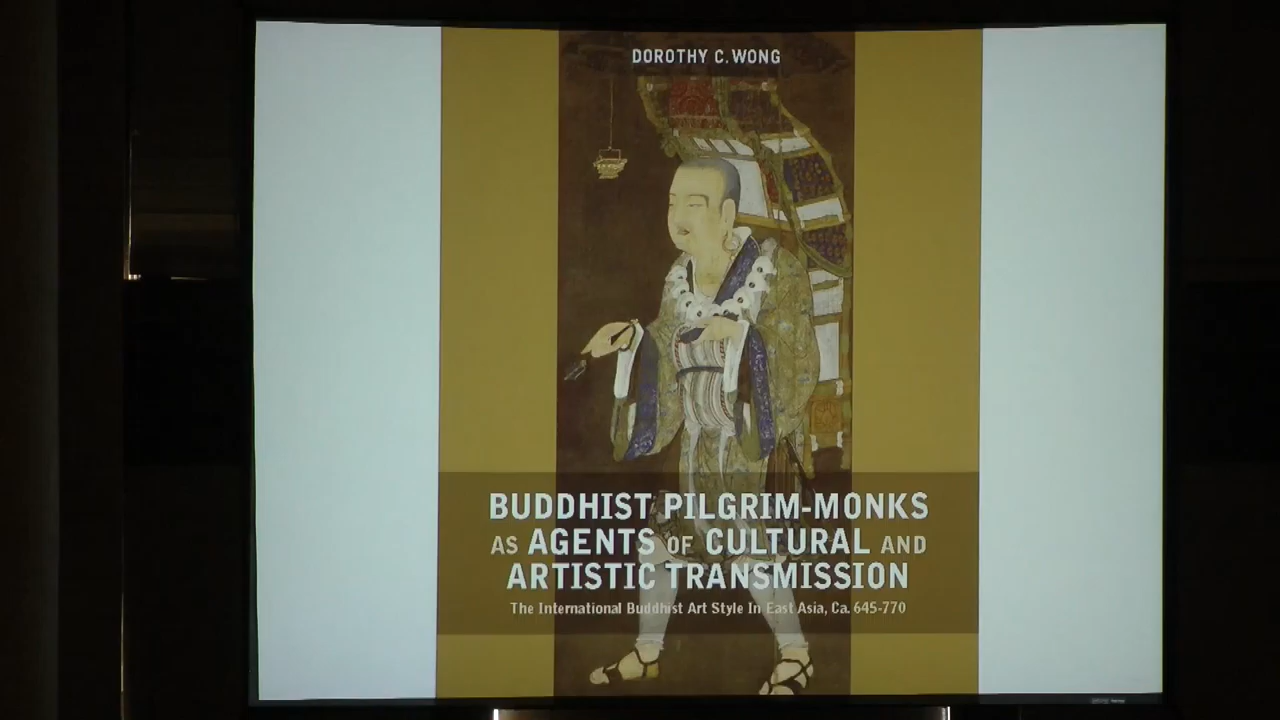 DOROTHY C. WONG
BUDDHIST PILGRIM-MONKS
AS AGENTS OF CULTURAL AND
ARTISTIC TRANSMISSION
The International Buddhist Art Style In East Asia, Ca. 645-770